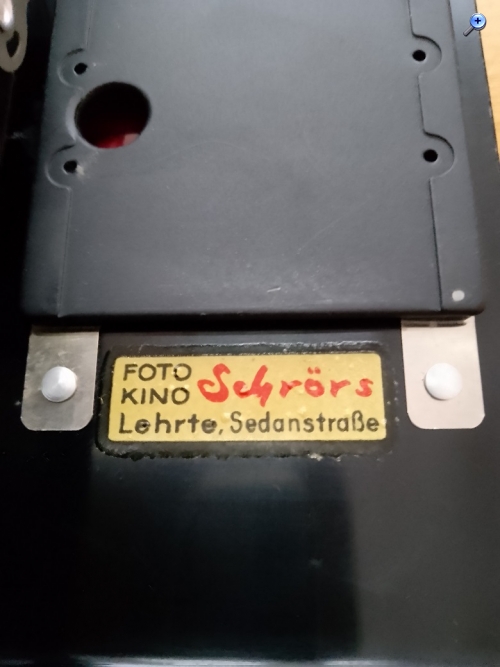 FOTO
KINO Schrörs
Lehrte, Sedanstraße